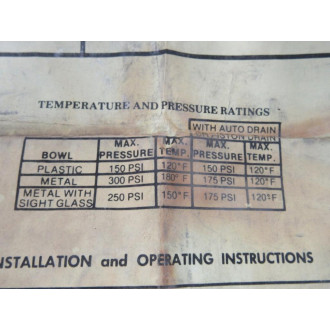 TEMPERATURE AND PRESSURE RATINGS
WITH AUTO DRAIN
PISTON DRAIN
BOWL MAX. PRESSURE MAX. TEMP. MAX. PRESSURE MAX. TEMP.
PLASTIC 150 PSI 120°F 150 PSI 120°F
METAL 300 PSI 175 PSI 120°F
METAL WITH SIGHT GLASS 250 PSI 150°F 175 PSI 120°F
INSTALLATION and OPERATING INSTRUCTIONS